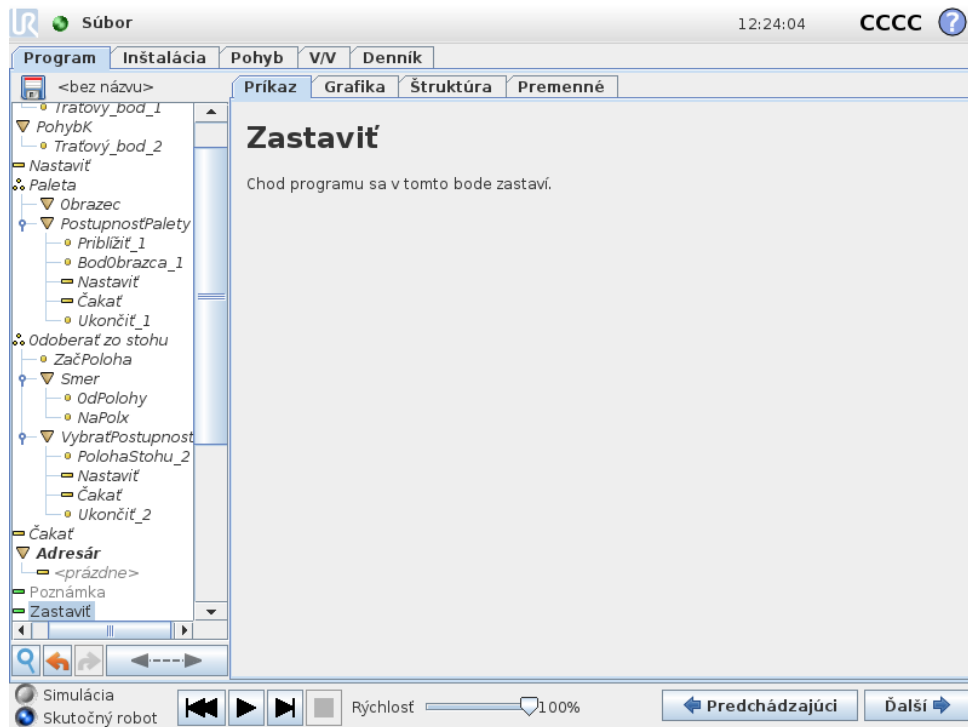 UR Súbor 12:24:04 CCCC ?
Program Inštalácia Pohyb V/V Denník
<bez názvu> Príkaz Grafika Štruktúra Premenné
Traťový_bod_1
PohybK
Traťový_bod_2
Nastaviť
Paleta
Obrazec
PostupnosťPalety
Priblížiť_1
BodObrazca_1
Nastaviť
Čakať
Ukončiť_1
Odoberať zo stohu
ZačPoloha
Smer
OdPolohy
NaPolx
VybraťPostupnosť
PolohaStohu_2
Nastaviť
Čakať
Ukončiť_2
Čakať
Adresár
<prázdne>
Poznámka
Zastaviť
Zastaviť
Chod programu sa v tomto bode zastaví.
Simulácia
Skutočný robot
Rýchlosť 100%
Predchádzajúci Ďalší